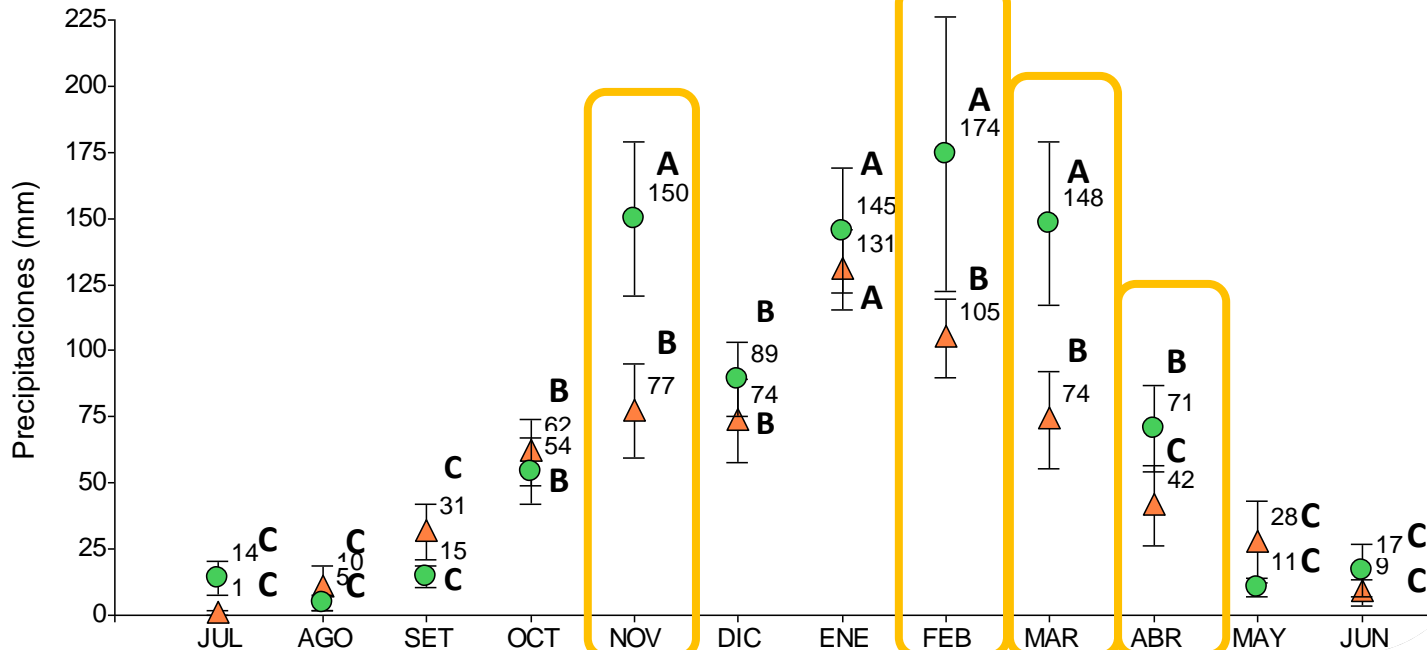 Precipitaciones (mm)
225
200
175
150
125
100
75
50
25
0
JUL
AGO
SET
OCT
NOV
DIC
ENE
FEB
MAR
ABR
MAY
JUN
14 C
1 C
C
10
5 C
C
31
15
C
B
62
54
B
A
150
B
77
B
89
74
B
A
145
131
A
A
174
B
105
A
148
B
74
B
71
C
42
28 C
11 C
17 C
9
C